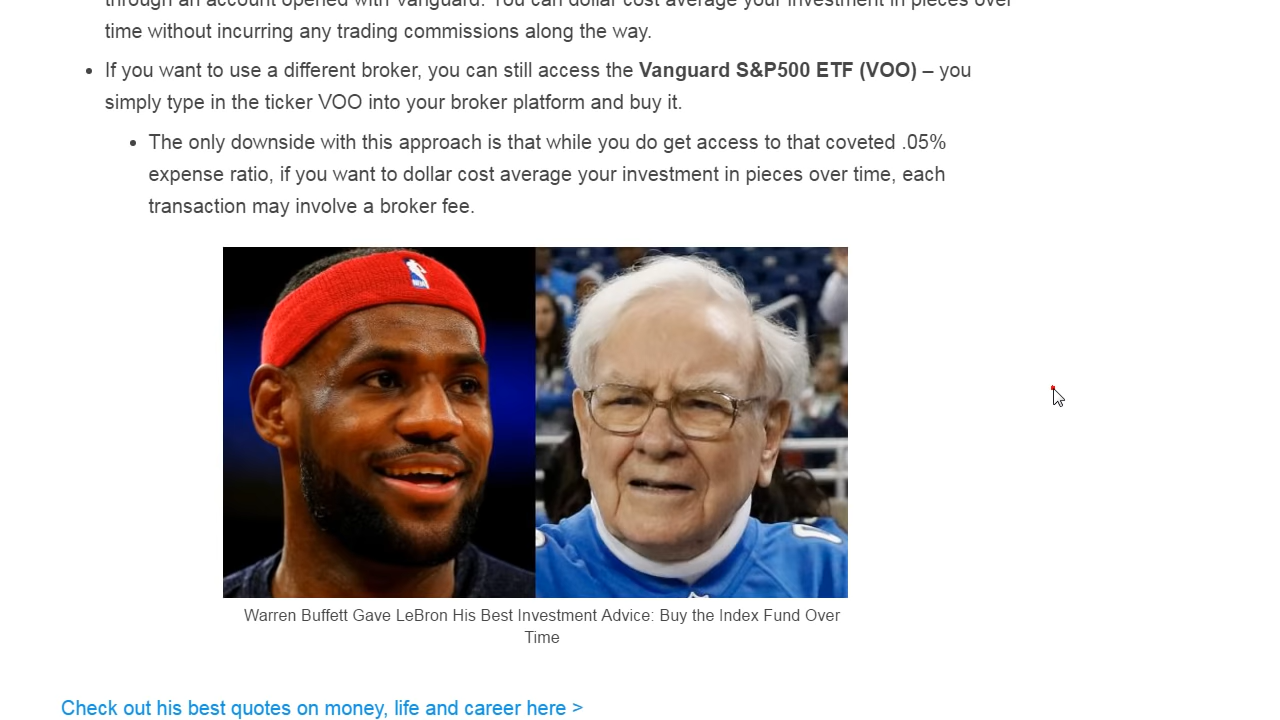 through an account opened with Vanguard. You can dollar cost average your investment in pieces over
time without incurring any trading commissions along the way.
If you want to use a different broker, you can still access the Vanguard S&P500 ETF (VOO) – you
simply type in the ticker VOO into your broker platform and buy it.
The only downside with this approach is that while you do get access to that coveted .05%
expense ratio, if you want to dollar cost average your investment in pieces over time, each
transaction may involve a broker fee.
Warren Buffett Gave LeBron His Best Investment Advice: Buy the Index Fund Over
Time
Check out his best quotes on money, life and career here >